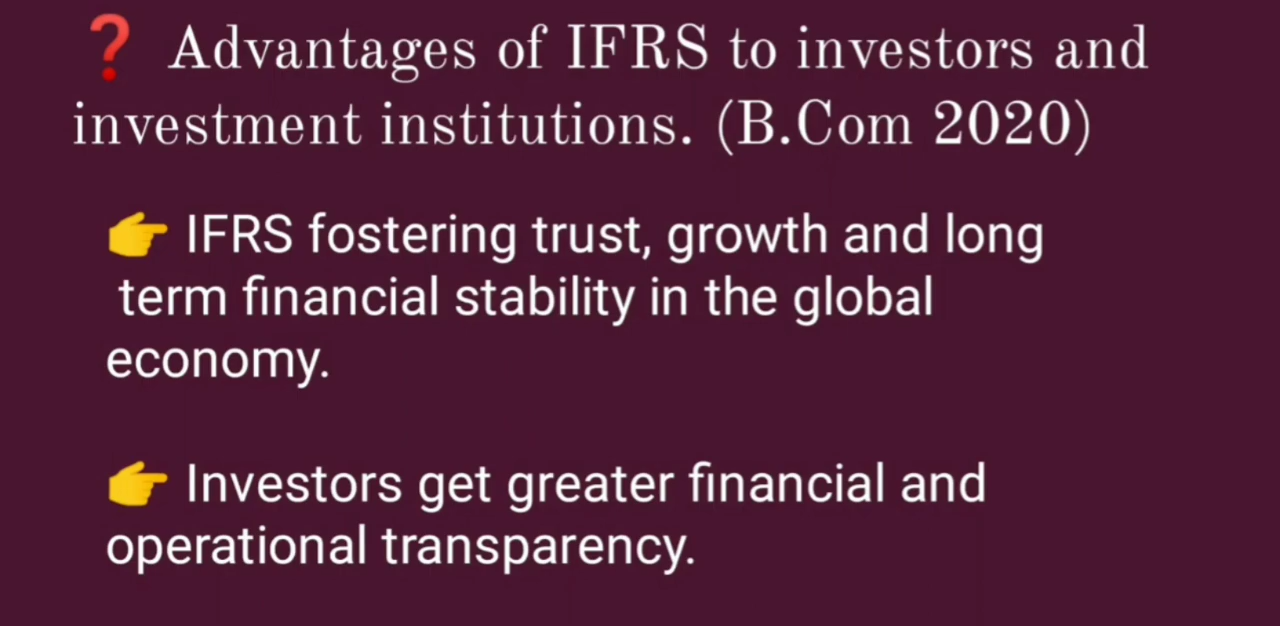 ❓ Advantages of IFRS to investors and
investment institutions. (B.Com 2020)
👉 IFRS fostering trust, growth and long
term financial stability in the global
economy.
👉 Investors get greater financial and
operational transparency.